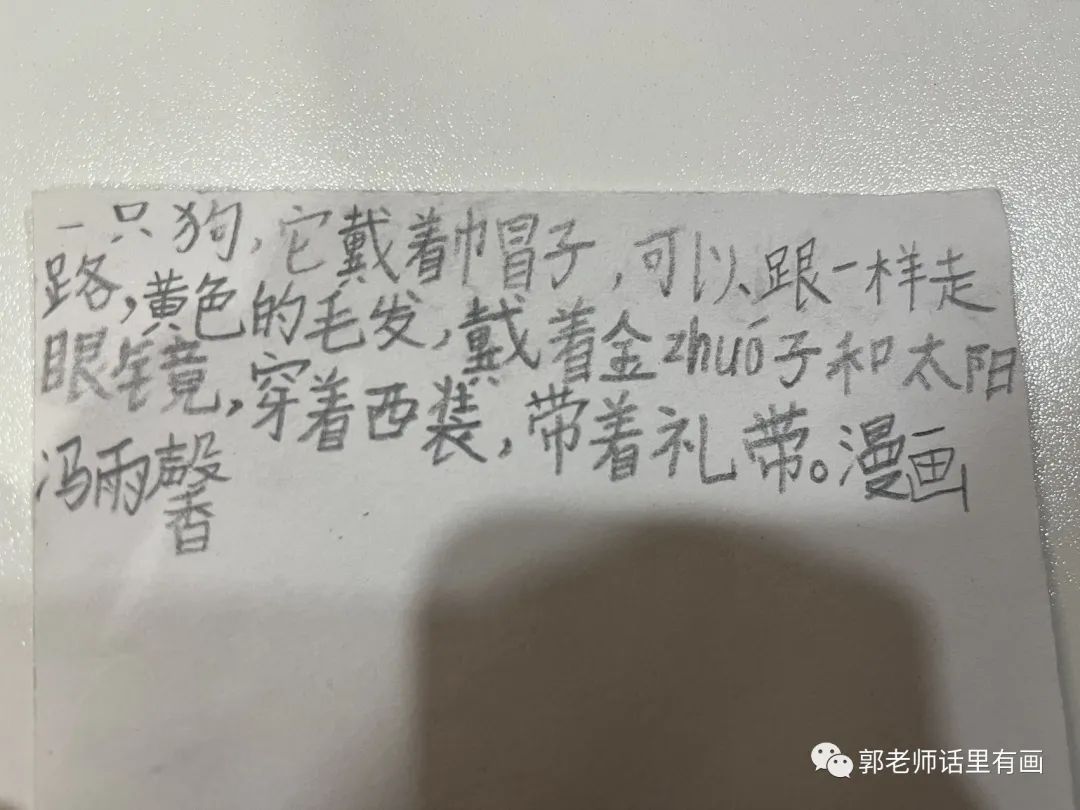 一只狗，它戴着巾冒子，可以跟一样走
路，黄色的毛发，戴着金zhuó子和太阳
眼镜，穿着西装，带着礼带。漫画
冯雨馨
郭老师话里有画